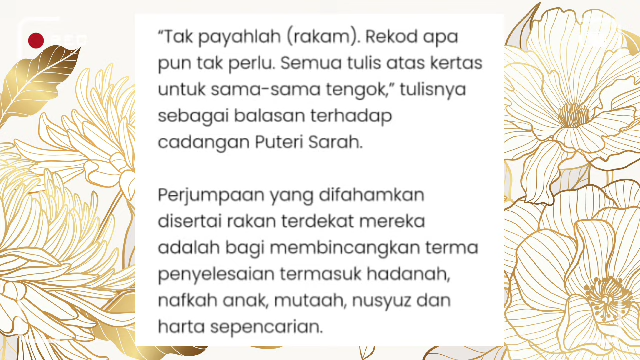 “Tak payahlah (rakam). Rekod apa
pun tak perlu. Semua tulis atas kertas
untuk sama-sama tengok,” tulisnya
sebagai balasan terhadap
cadangan Puteri Sarah.
Perjumpaan yang difahamkan
disertai rakan terdekat mereka
adalah bagi membincangkan terma
penyelesaian termasuk hadanah,
nafkah anak, mutaah, nusyuz dan
harta sepencarian.